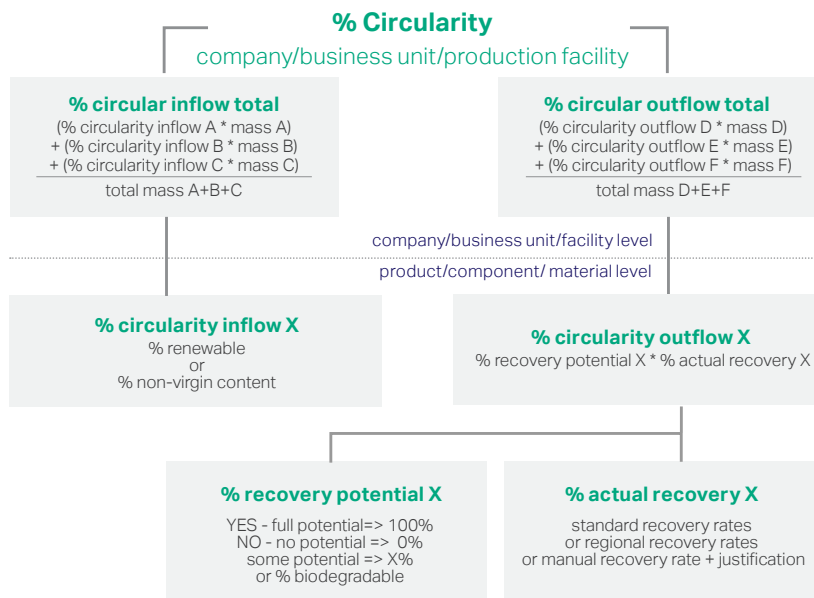 % Circularity
company/business unit/production facility
% circular inflow total
(% circularity inflow A * mass A)
+ (% circularity inflow B * mass B)
+ (% circularity inflow C * mass C)
total mass A+B+C
% circular outflow total
(% circularity outflow D * mass D)
+ (% circularity outflow E * mass E)
+ (% circularity outflow F * mass F)
total mass D+E+F
company/business unit/facility level
product/component/ material level
% circularity inflow X
% renewable
or
% non-virgin content
% circularity outflow X
% recovery potential X * % actual recovery X
% recovery potential X
YES - full potential=> 100%
NO - no potential => 0%
some potential => X%
or % biodegradable
% actual recovery X
standard recovery rates
or regional recovery rates
or manual recovery rate + justification